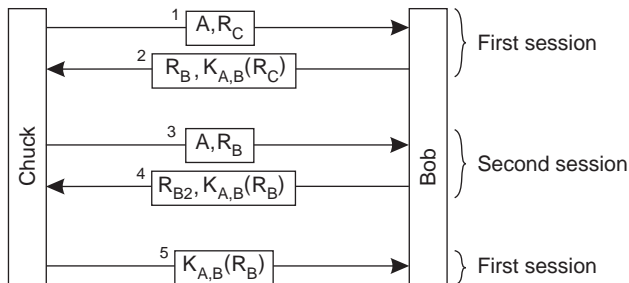 1 A,R_C
First session
2 R_B, K_A,B(R_C)
Chuck
Bob
3 A,R_B
Second session
4 R_B2, K_A,B(R_B)
5 K_A,B(R_B)
First session